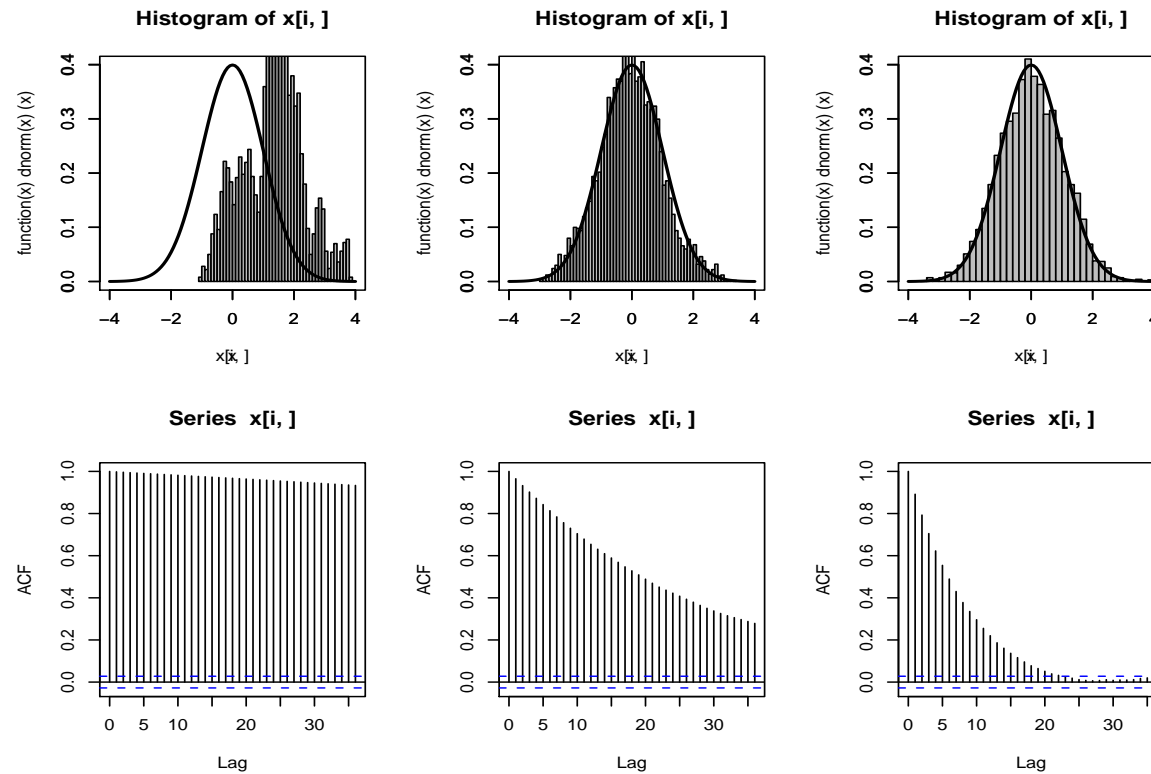 Histogram of x[i, ]
function(x) dnorm(x) (x)
0.0 0.1 0.2 0.3 0.4
−4 −2 0 2 4
Histogram of x[i, ]
function(x) dnorm(x) (x)
0.0 0.1 0.2 0.3 0.4
−4 −2 0 2 4
Histogram of x[i, ]
function(x) dnorm(x) (x)
0.0 0.1 0.2 0.3 0.4
−4 −2 0 2 4
Series x[i, ]
ACF
0.0 0.2 0.4 0.6 0.8 1.0
0 5 10 20 30
Lag
Series x[i, ]
ACF
0.0 0.2 0.4 0.6 0.8 1.0
0 5 10 20 30
Lag
Series x[i, ]
ACF
0.0 0.2 0.4 0.6 0.8 1.0
0 5 10 20 30
Lag